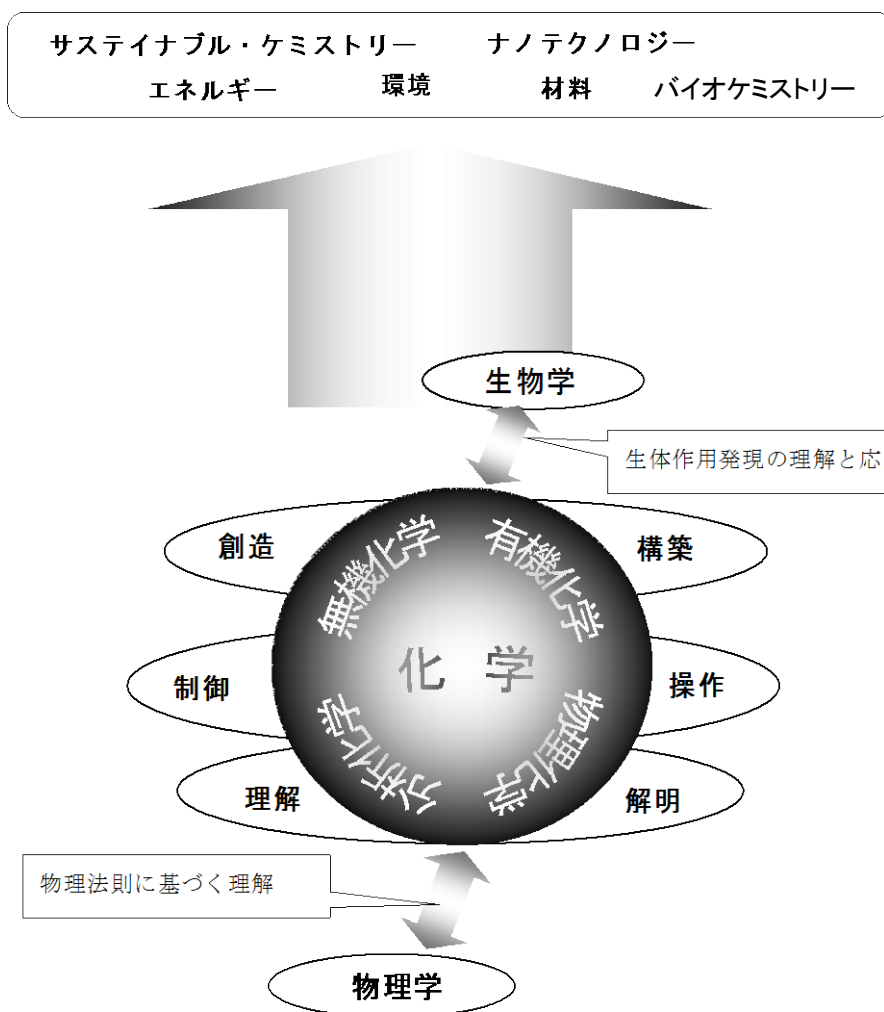 サステイナブル・ケミストリー ナノテクノロジー
エネルギー 環境 材料 バイオケミストリー
生物学
生体作用発現の理解と応
無機化学 有機化学
創造 構築
化 学
制御 操作
分析化学 物理化学
理解 解明
物理法則に基づく理解
物理学